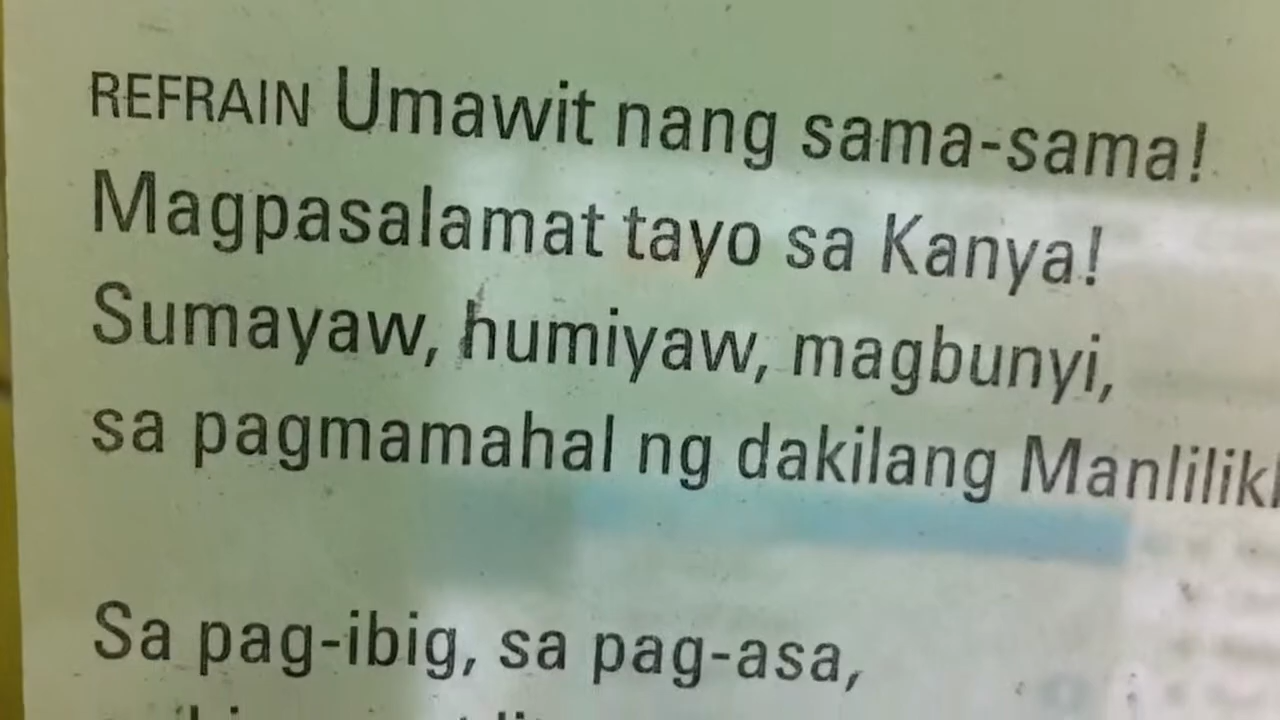 REFRAIN Umawit nang sama-sama!
Magpasalamat tayo sa Kanya!
Sumayaw, humiyaw, magbunyi,
sa pagmamahal ng dakilang
Sa pag-ibig, sa pag-asa,